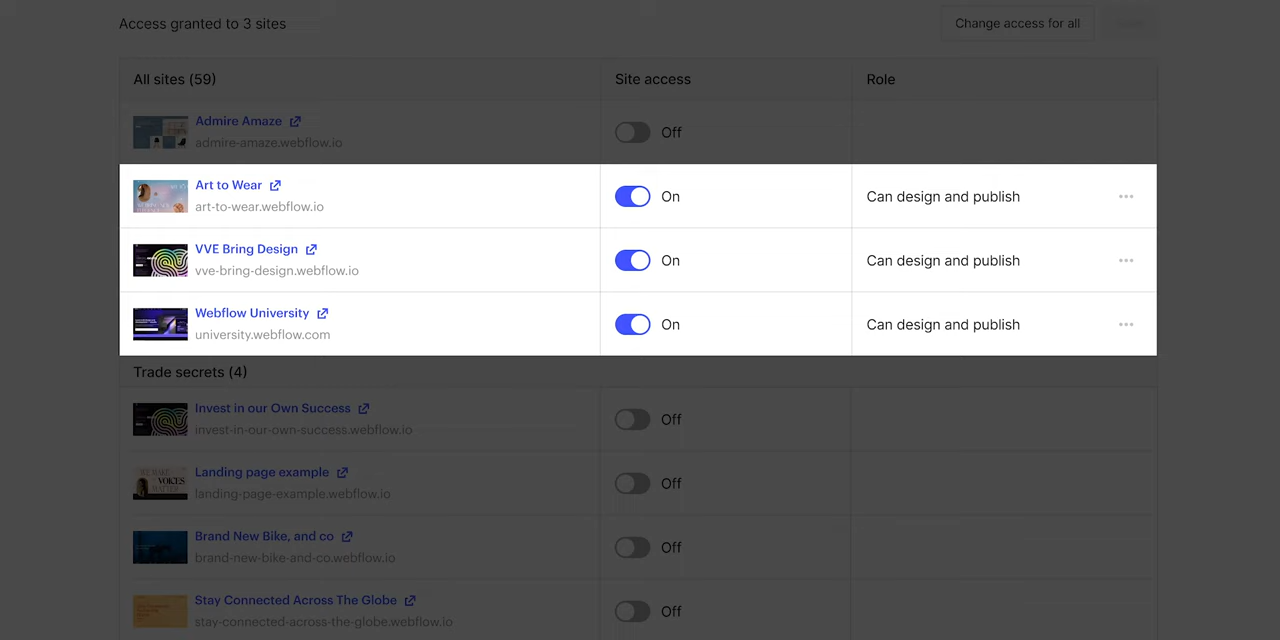 Access granted to 3 sites
Change access for all
All sites (59)
Site access
Role
Admire Amaze
admire-amaze.webflow.io
Off
Art to Wear
art-to-wear.webflow.io
On
Can design and publish
VVE Bring Design
vve-bring-design.webflow.io
On
Can design and publish
Webflow University
university.webflow.com
On
Can design and publish
Trade secrets (4)
Invest in our Own Success
invest-in-our-own-success.webflow.io
Off
Landing page example
landing-page-example.webflow.io
VOICES
Off
Brand New Bike, and co
brand-new-bike-and-co.webflow.io
Off
Stay Connected Across The Globe
stay-connected-across-the-globe.webflow.io
Off